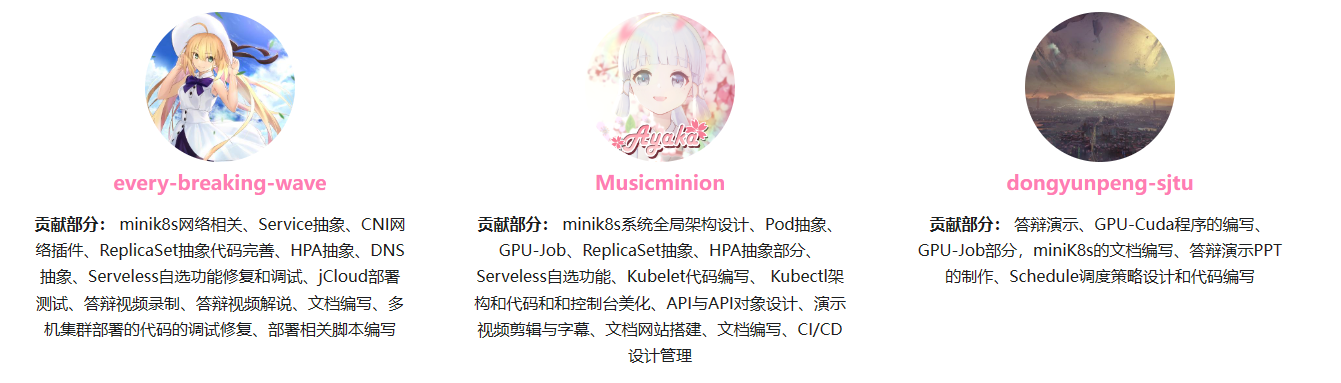 Ayaka
every-breaking-wave
贡献部分： minik8s网络相关、Service抽象、CNI网
络插件、ReplicaSet抽象代码完善、HPA抽象、DNS
抽象、Serveless自选功能修复和调试、jCloud部署
测试、答辩视频录制、答辩视频解说、文档编写、多
机集群部署的代码的调试修复、部署相关脚本编写
Musicminion
贡献部分： minik8s系统全局架构设计、Pod抽象、
GPU-Job、ReplicaSet抽象、HPA抽象部分、
Serveless自选功能、Kubelet代码编写、 Kubectl架
构和代码和和控制台美化、API与API对象设计、演示
视频剪辑与字幕、文档网站搭建、文档编写、CI/CD
设计管理
dongyunpeng-sjtu
贡献部分： 答辩演示、GPU-Cuda程序的编写、
GPU-Job部分，miniK8s的文档编写、答辩演示PPT
的制作、Schedule调度策略设计和代码编写